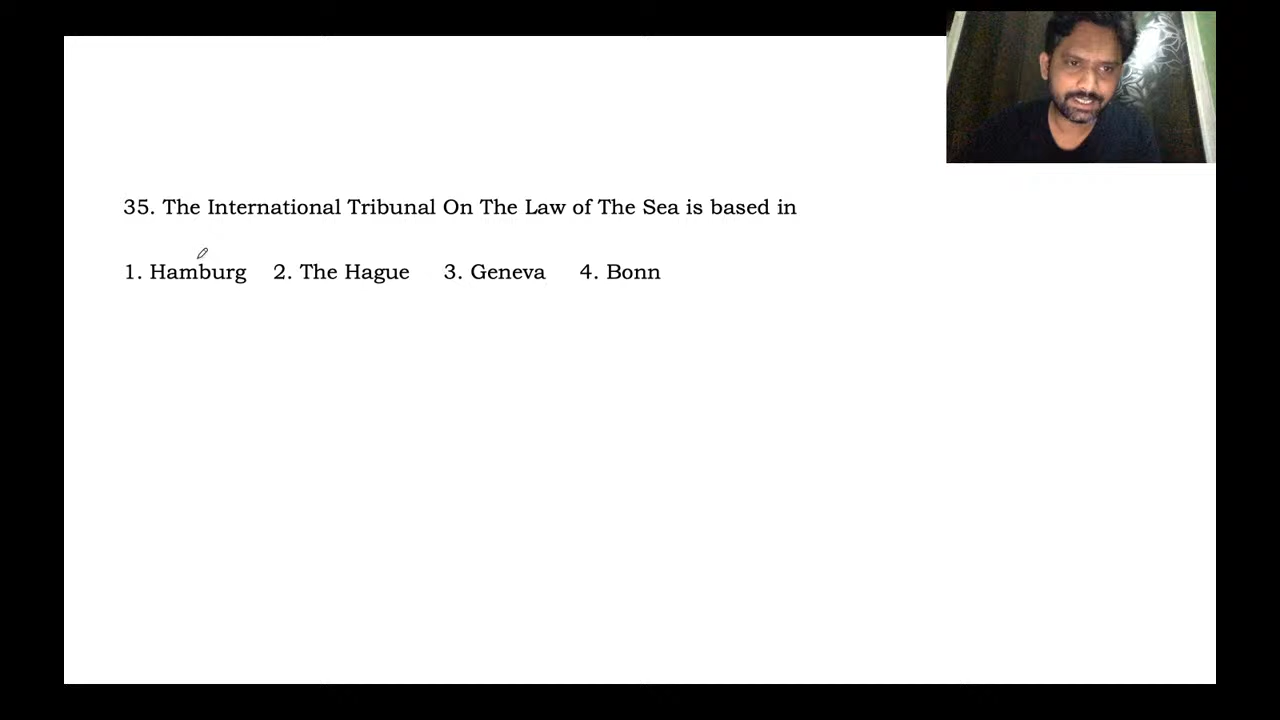 35. The International Tribunal On The Law of The Sea is based in
1. Hamburg 2. The Hague 3. Geneva 4. Bonn